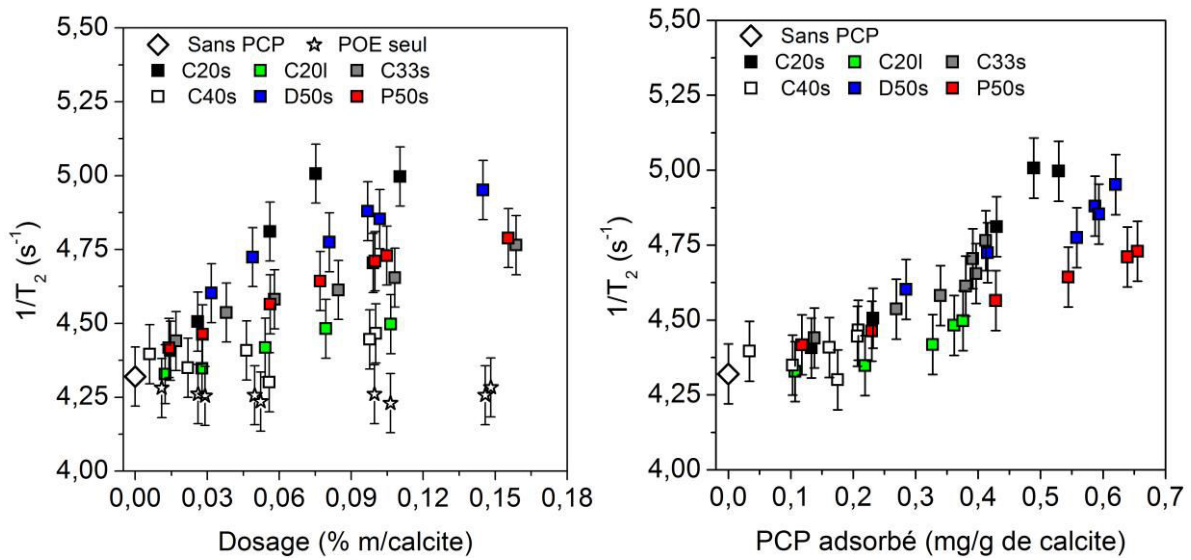 5,50
5,25
5,00
4,75
4,50
4,25
4,00
1/T2 (s-1)
Sans PCP POE seul
C20s C20l C33s
C40s D50s P50s
0,00 0,03 0,06 0,09 0,12 0,15 0,18
Dosage (% m/calcite)
5,50
5,25
5,00
4,75
4,50
4,25
4,00
1/T2 (s-1)
Sans PCP
C20s C20l C33s
C40s D50s P50s
0,0 0,1 0,2 0,3 0,4 0,5 0,6 0,7
PCP adsorbé (mg/g de calcite)